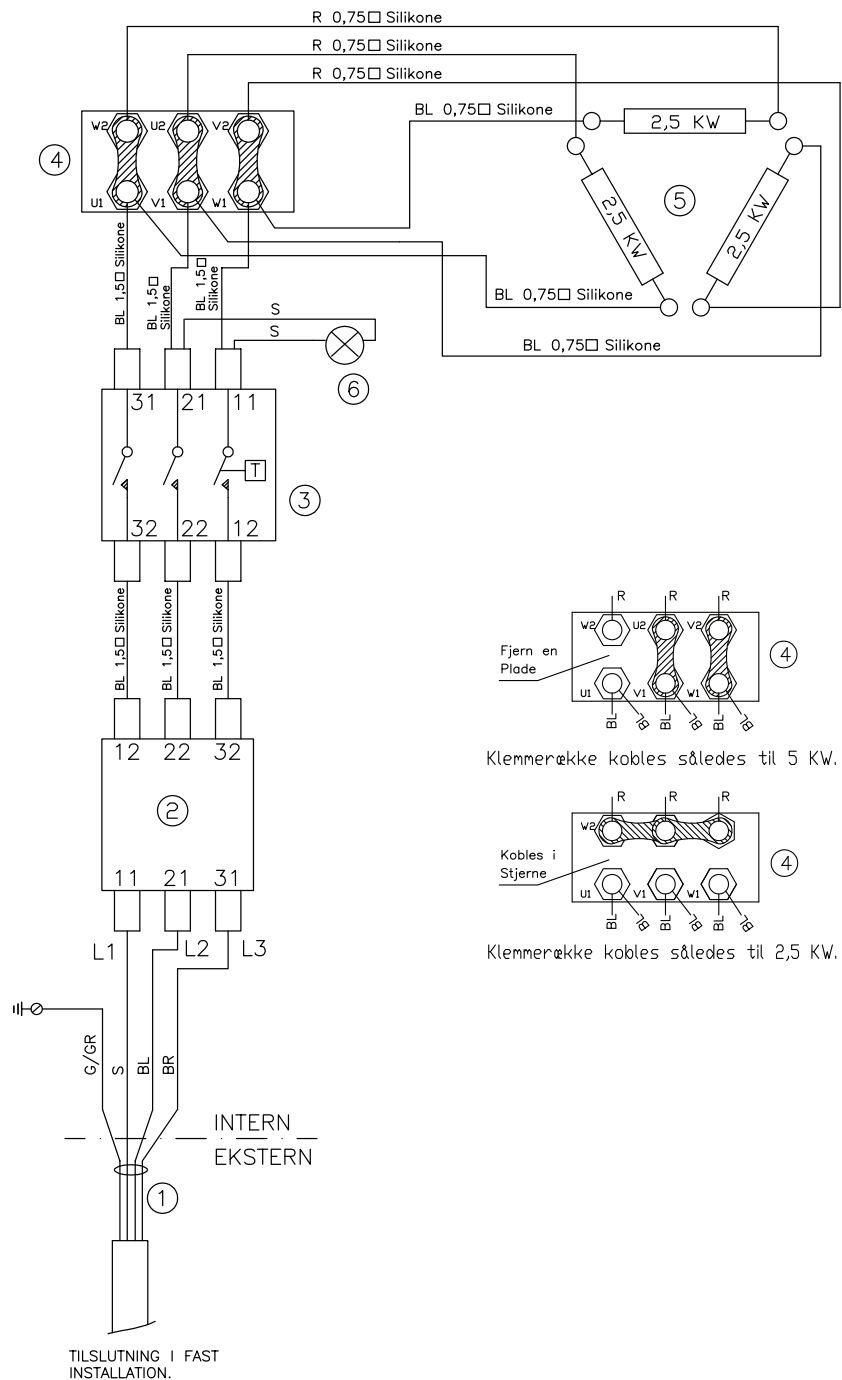 R 0,75□ Silikone
R 0,75□ Silikone
R 0,75□ Silikone
BL 0,75□ Silikone
2,5 KW
W2 U2 V2
4
U1 V1 W1
5
2,5 KW
2,5 KW
BL 0,75□ Silikone
BL 0,75□ Silikone
BL 1,5□ Silikone
BL 1,5□
Silikone
BL 1,5□
Silikone
S
S
6
31 21 11
T
3
32 22 12
BL 1,5□ Silikone
BL 1,5□ Silikone
BL 1,5□ Silikone
12 22 32
2
11 21 31
L1 L2 L3
G/GR
S
BL
BR
INTERN
EKSTERN
1
TILSLUTNING I FAST
INSTALLATION.
R R R
W2 U2 V2
4
Fjern en
Plade
U1 V1 W1
BL BL BL BL BL BL
Klemmerække kobles således til 5 KW.
R R R
W2
4
Kobles i
Stjerne
U1 V1 W1
BL BL BL BL BL BL
Klemmerække kobles således til 2,5 KW.